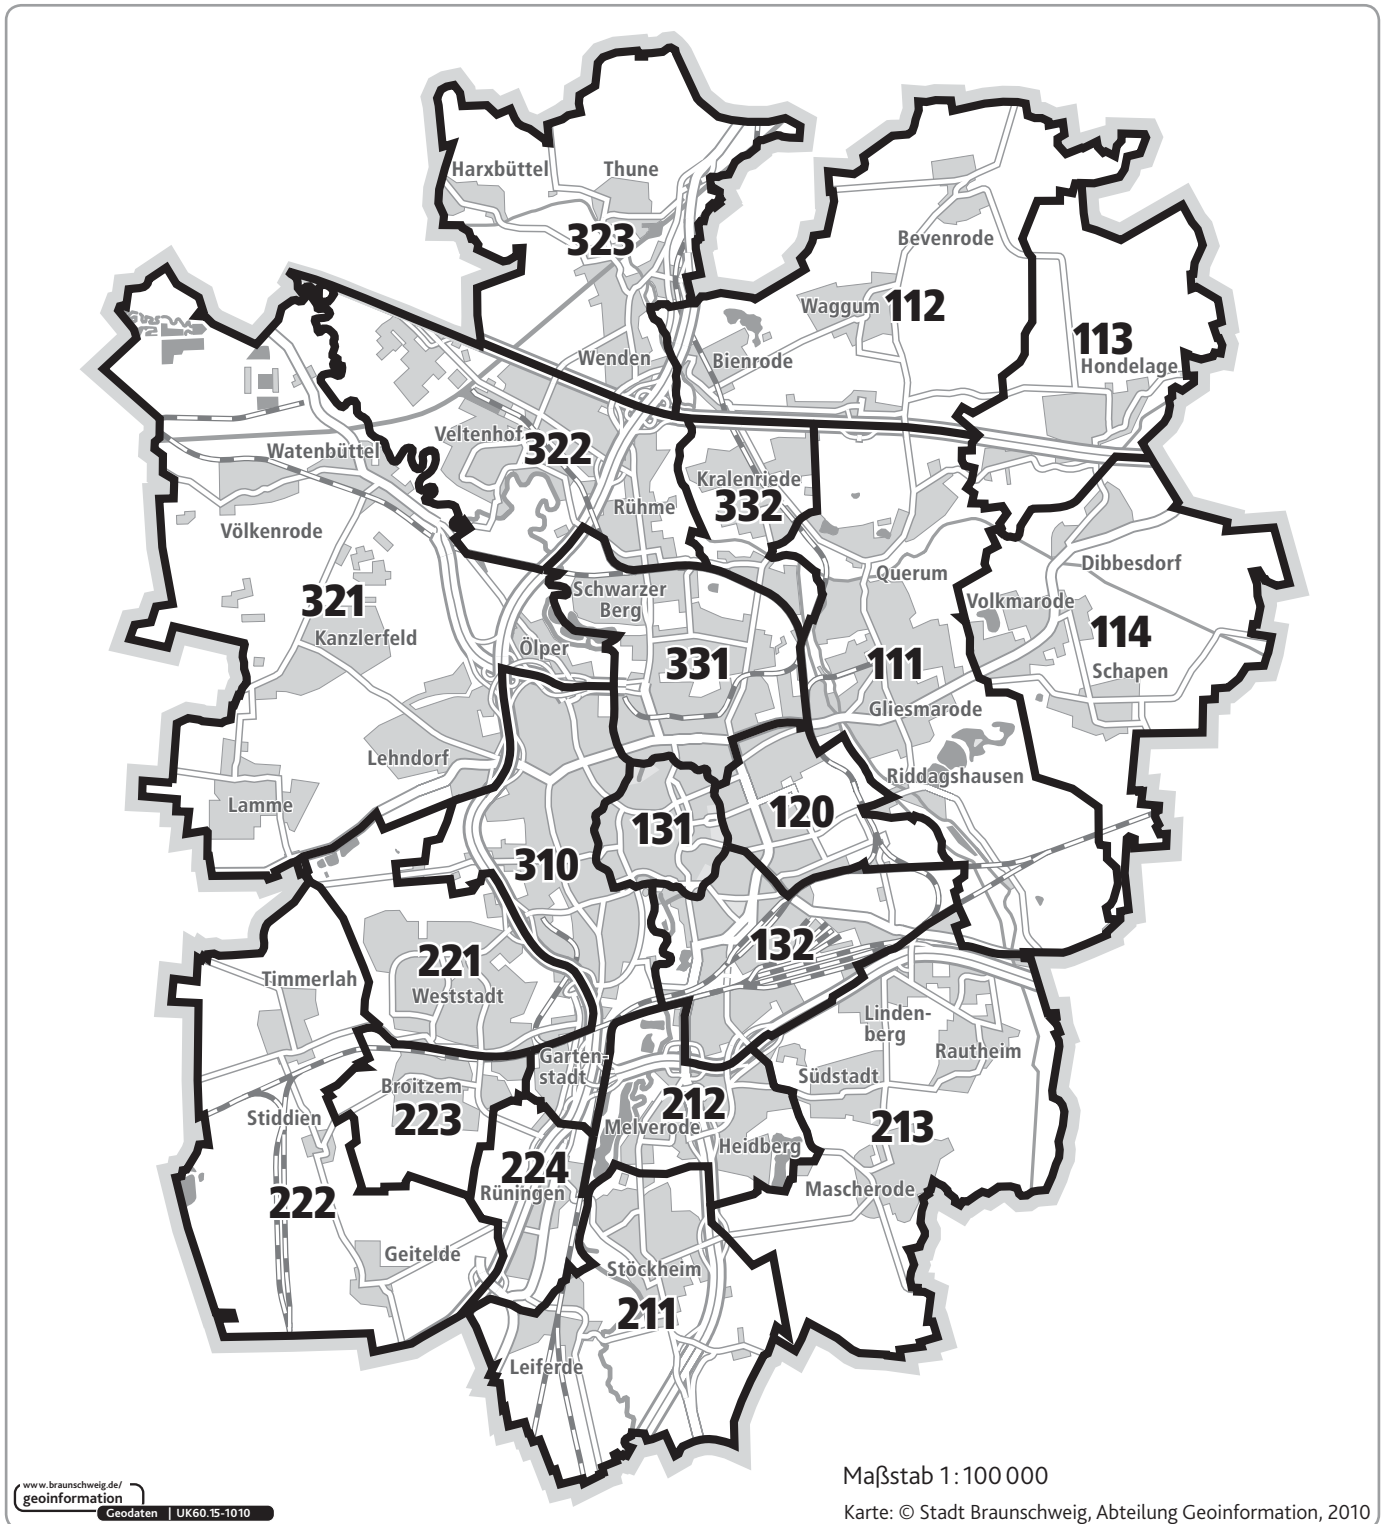 Harxbüttel
Thune
323
Bevenrode
Waggum
112
113
Hondelage
Wenden
Bienrode
Veltenhof
322
Watenbüttel
Kralenriede
332
Rühme
Völkenrode
Querum
Dibbesdorf
Schwarzer
Berg
Volkmarode
321
Kanzlerfeld
Ölper
331
111
114
Schapen
Gliesmarode
Lehndorf
Riddagshausen
Lamme
131
120
310
132
221
Weststadt
Timmerlah
Linden-
berg
Rautheim
Garten-
stadt
Südstadt
Broitzem
223
212
Melverode
Stiddien
213
Heidberg
224
Rüningen
Mascherode
222
Geitelde
Stöckheim
211
Leiferde
Maßstab 1:100 000
www.braunschweig.de/
geoinformation
Geodaten | UK60.15-1010
Karte: © Stadt Braunschweig, Abteilung Geoinformation, 2010